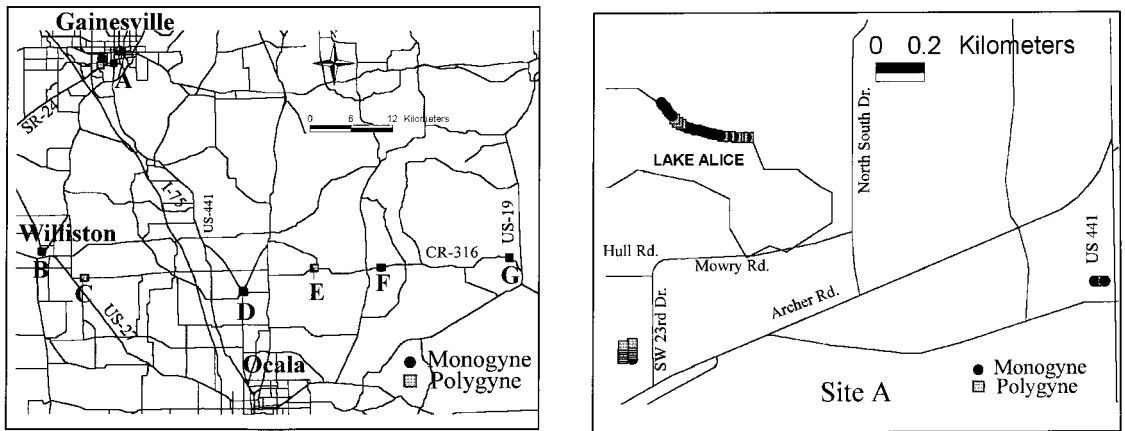 Gainesville
A
SR-24
0 6 12 Kilometers
I-75
US-441
US-19
Williston
B
CR-316
G
C
E
F
D
US-27
Ocala
Monogyne
Polygyne
0 0.2 Kilometers
North South Dr.
LAKE ALICE
US 441
Hull Rd.
Mowry Rd.
Archer Rd.
SW 23rd Dr.
Monogyne
Polygyne
Site A